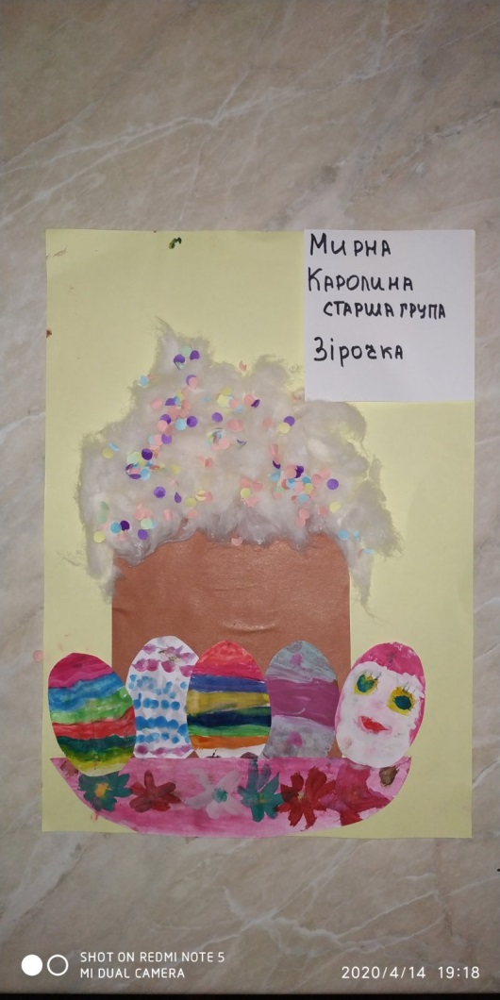 Мирна
Каролина
старша група
Зірочка
SHOT ON REDMI NOTE 5
MI DUAL CAMERA
2020/4/14 19:18